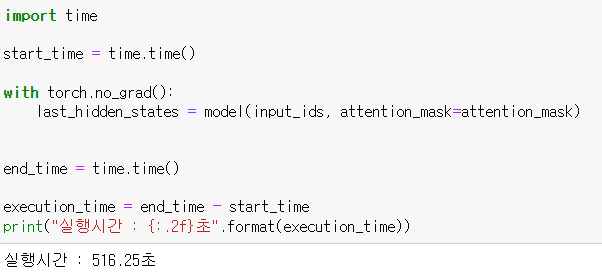 import time
start_time = time.time()
with torch.no_grad():
    last_hidden_states = model(input_ids, attention_mask=attention_mask)
end_time = time.time()
execution_time = end_time - start_time
print("실행시간 : {:.2f}초".format(execution_time))
실행시간 : 516.25초